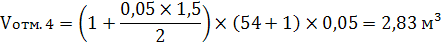 Vотм. 4 = (1 + 0,05 × 1,5 / 2) × (54 + 1) × 0,05 = 2,83 м³